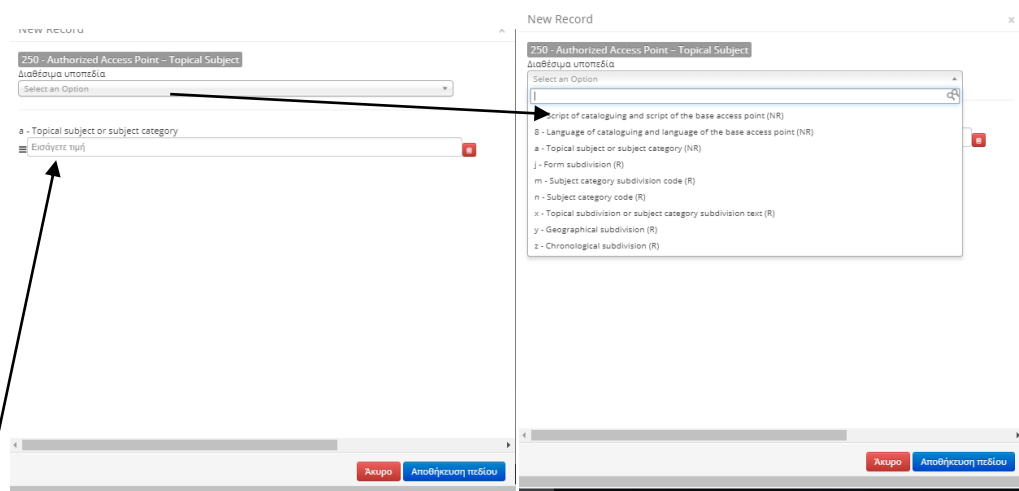 New Record
×
250 - Authorized Access Point – Topical Subject
Διαθέσιμα υποπεδία
Select an Option
a - Topical subject or subject category
Εισάγετε τιμή
Άκυρο
Αποθήκευση πεδίου
New Record
×
250 - Authorized Access Point – Topical Subject
Διαθέσιμα υποπεδία
Select an Option
Script of cataloguing and script of the base access point (NR)
8 - Language of cataloguing and language of the base access point (NR)
a - Topical subject or subject category (NR)
j - Form subdivision (R)
m - Subject category subdivision code (R)
n - Subject category code (R)
x - Topical subdivision or subject category subdivision text (R)
y - Geographical subdivision (R)
z - Chronological subdivision (R)
Άκυρο
Αποθήκευση πεδίου